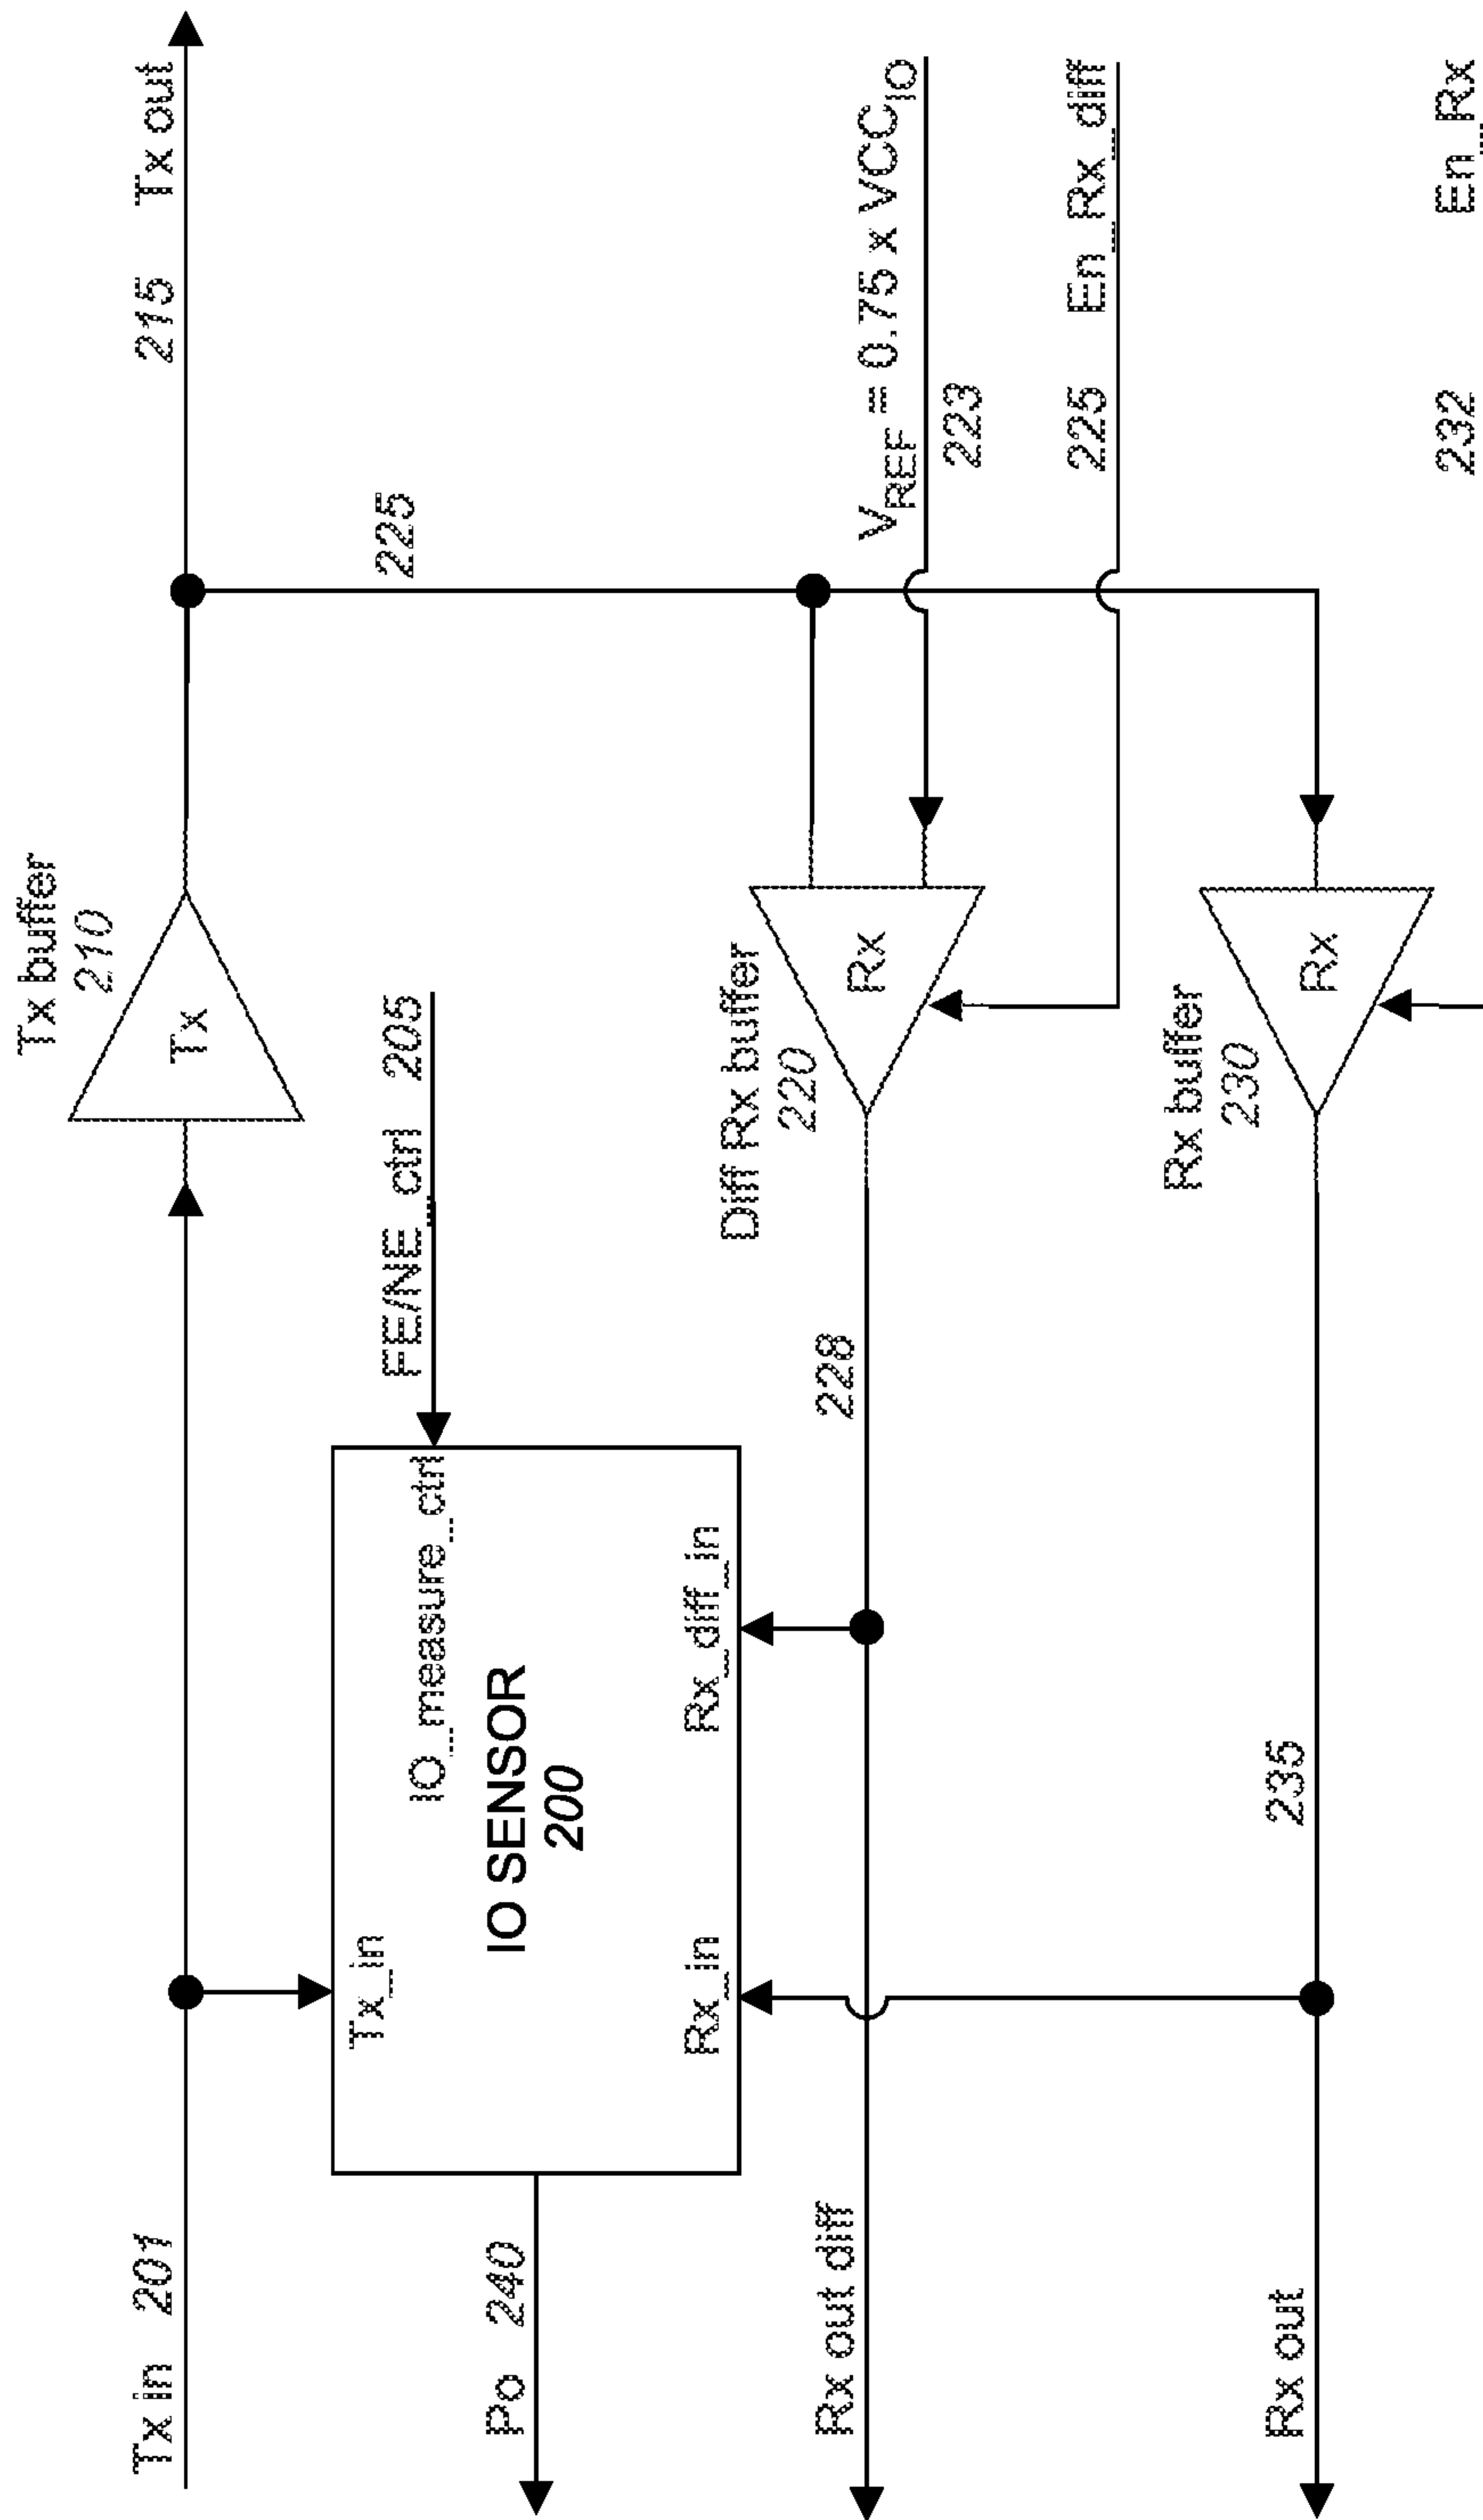 Tx buffer
210
Tx
Tx in 201
215 Tx out
225
FE/NE_ctrl 205
IO_measure_ctrl
Tx_in
IO SENSOR
200
Rx_in
Rx_diff_in
Po 240
Diff Rx buffer
220
Rx
VREF = 0.75 x VCCIO
223
225 En_Rx_diff
228
Rx out diff
Rx buffer
230
Rx
235
Rx out
232 En_Rx